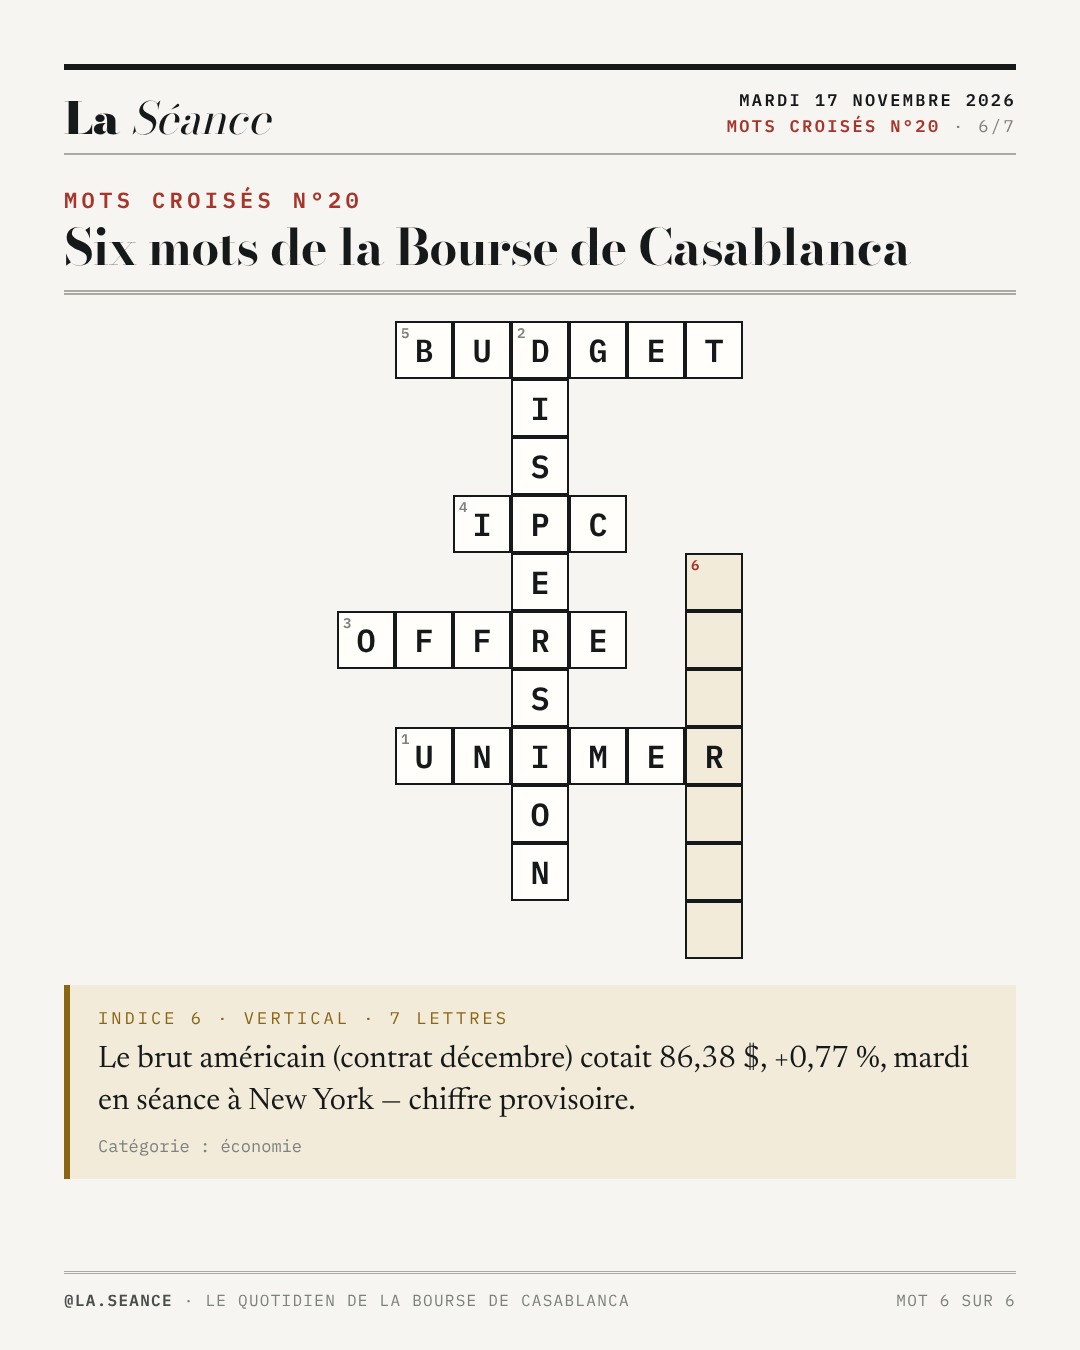 La Séance
MARDI 17 NOVEMBRE 2026
MOTS CROISÉS N°20 · 6/7
MOTS CROISÉS N°20
Six mots de la Bourse de Casablanca
5 B U 2 D G E T
I
S
4 I P C
E 6
3 O F F R E
S
1 U N I M E R
O
N
INDICE 6 · VERTICAL · 7 LETTRES
Le brut américain (contrat décembre) cotait 86,38 $, +0,77 %, mardi
en séance à New York – chiffre provisoire.
Catégorie : économie
@LA.SEANCE · LE QUOTIDIEN DE LA BOURSE DE CASABLANCA
MOT 6 SUR 6